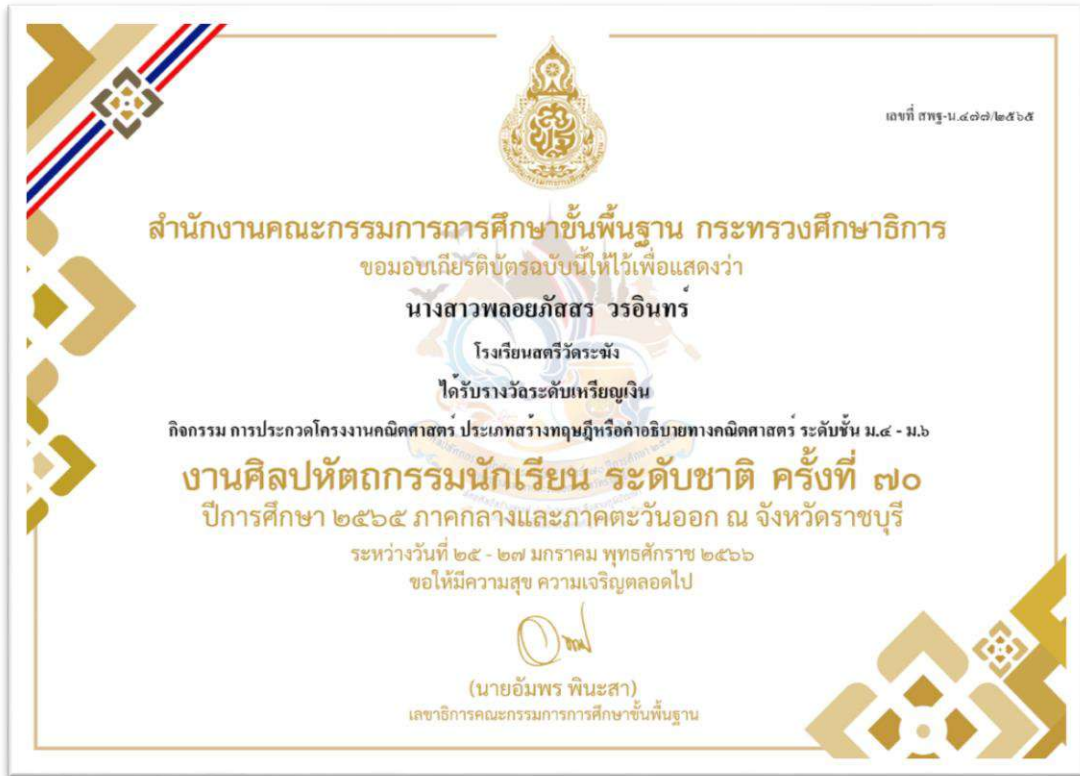 เลขที่ สพฐ-น.๔๗๗/๒๕๖๕
สำนักงานคณะกรรมการการศึกษาขั้นพื้นฐาน กระทรวงศึกษาธิการ
ขอมอบเกียรติบัตรฉบับนี้ให้ไว้เพื่อแสดงว่า
นางสาวพลอยภัสสร วรอินทร์
โรงเรียนสตรีวัดระฆัง
ได้รับรางวัลระดับเหรียญเงิน
กิจกรรม การประกวดโครงงานคณิตศาสตร์ ประเภทสร้างทฤษฎีหรือคำอธิบายทางคณิตศาสตร์ ระดับชั้น ม.๔ - ม.๖
งานศิลปหัตถกรรมนักเรียน ระดับชาติ ครั้งที่ ๗๐
ปีการศึกษา ๒๕๖๕ ภาคกลางและภาคตะวันออก ณ จังหวัดราชบุรี
ระหว่างวันที่ ๒๕ - ๒๗ มกราคม พุทธศักราช ๒๕๖๖
ขอให้มีความสุข ความเจริญตลอดไป
(นายอัมพร พินะสา)
เลขาธิการคณะกรรมการการศึกษาขั้นพื้นฐาน